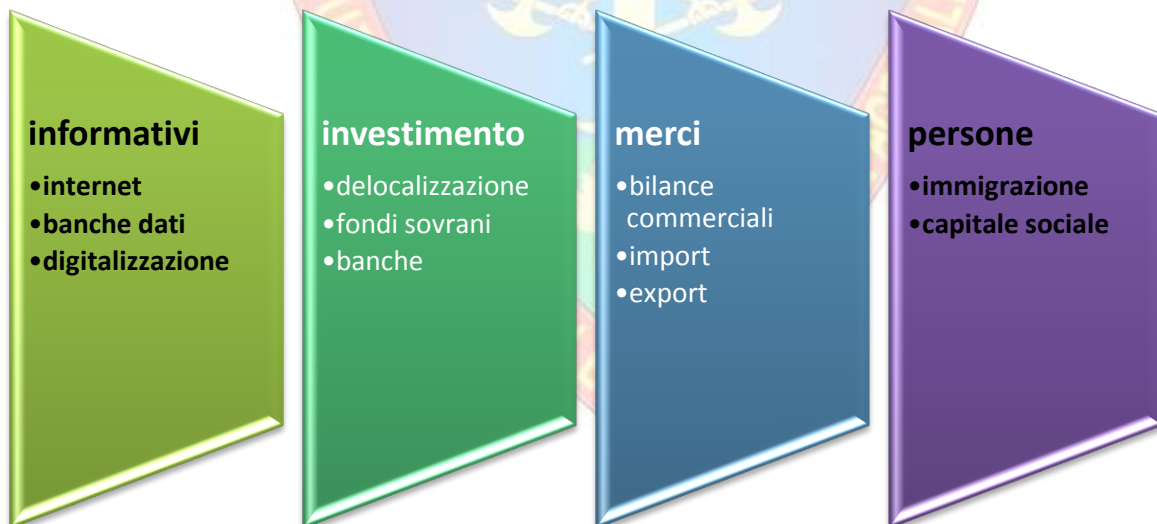 informativi
•internet
•banche dati
•digitalizzazione
investimento
•delocalizzazione
•fondi sovrani
•banche
merci
•bilance
commerciali
•import
•export
persone
•immigrazione
•capitale sociale